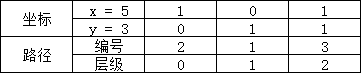 坐标 x = 5 1 0 1
y = 3 0 1 1
路径 编号 2 1 3
层级 0 1 2